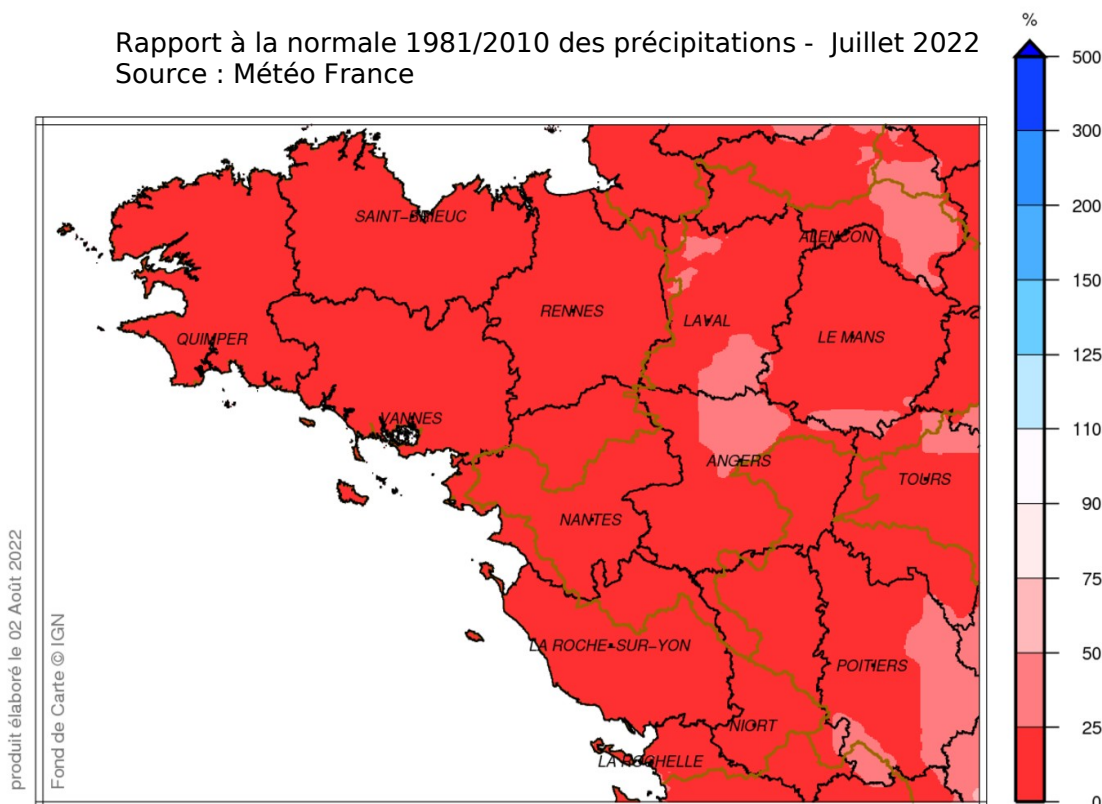 Rapport à la normale 1981/2010 des précipitations - Juillet 2022
Source : Météo France
%
500
300
200
150
125
110
90
75
50
25
0
SAINT-BRIEUC
ALENCON
RENNES
LAVAL
QUIMPER
LE MANS
VANNES
ANGERS
TOURS
NANTES
LA ROCHE-SUR-YON
POITIERS
NIORT
LA ROCHELLE
produit élaboré le 02 Août 2022
Fond de Carte © IGN